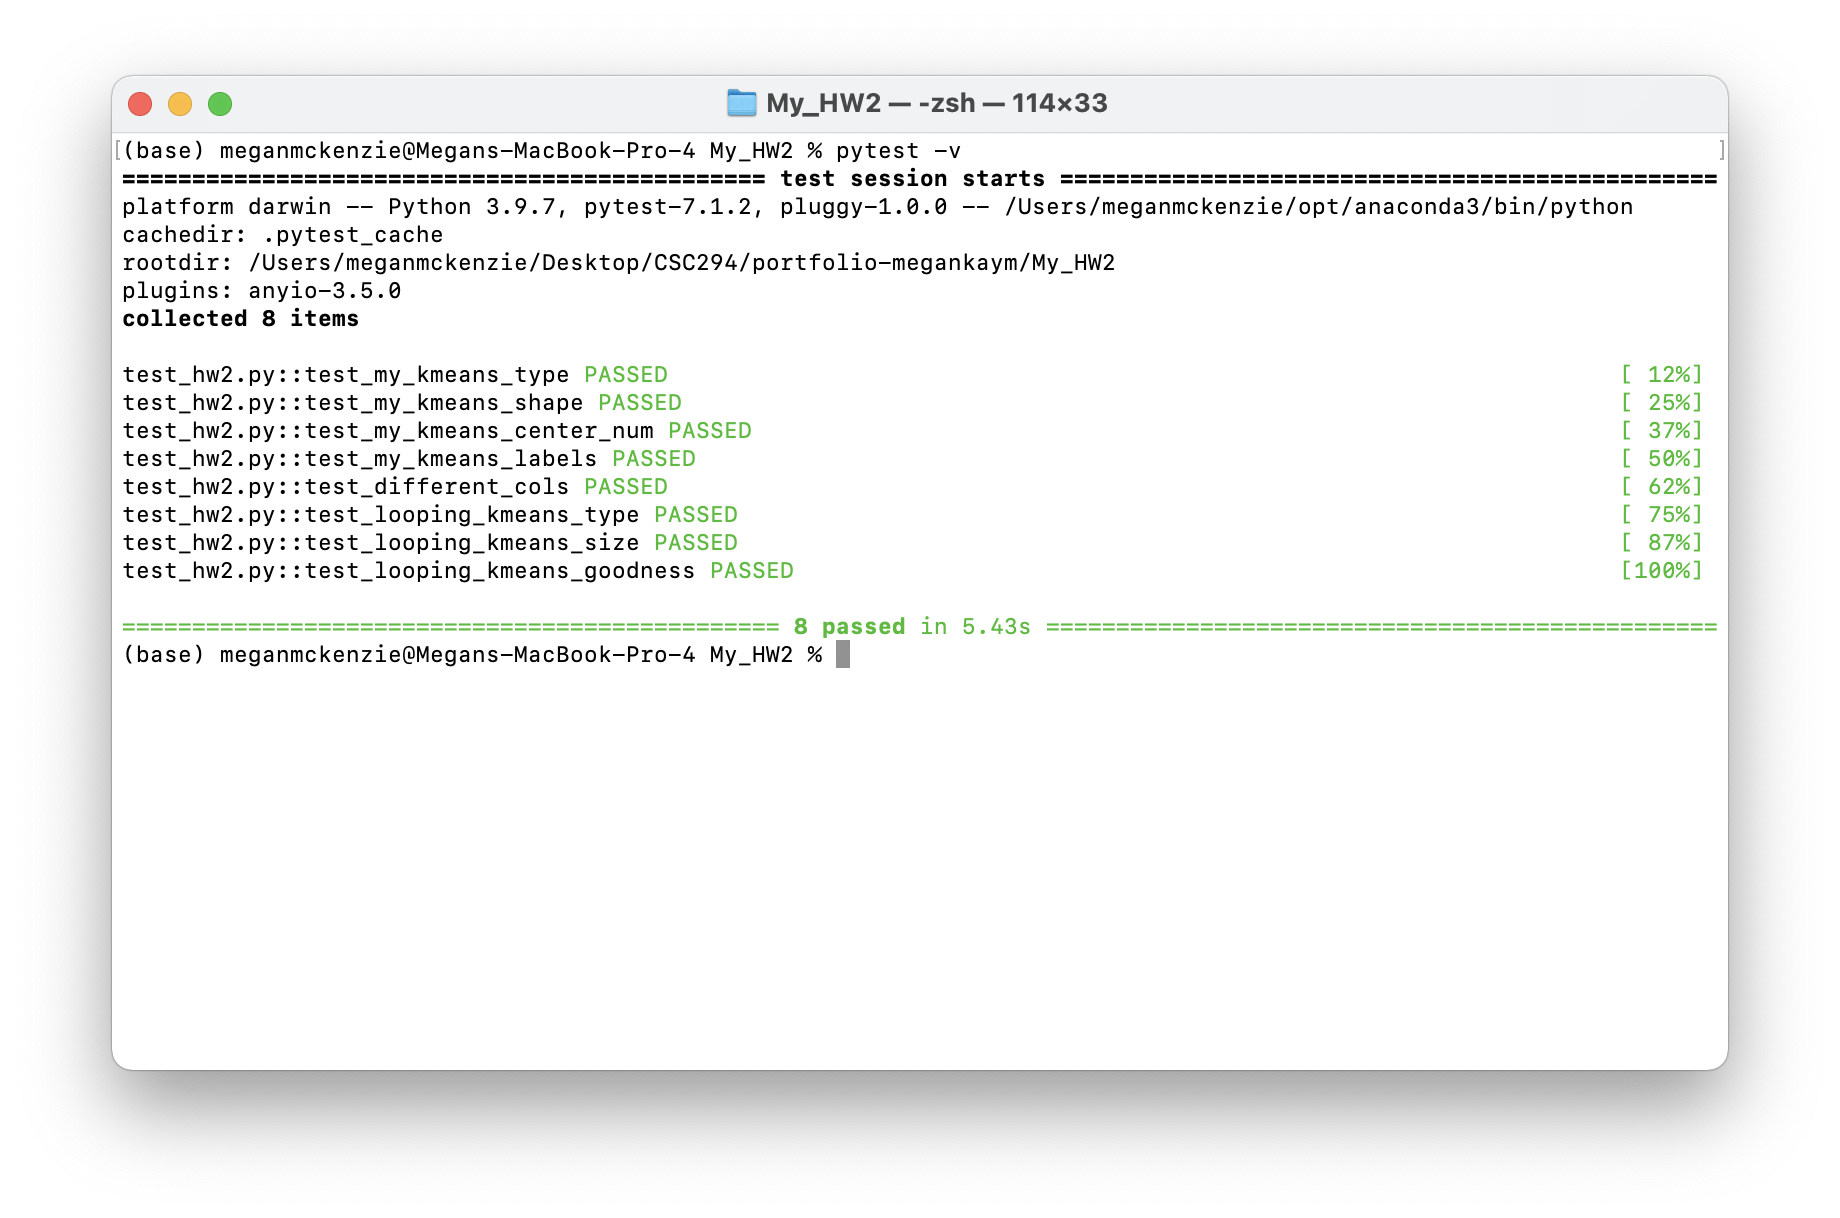 My_HW2 — -zsh — 114×33
[(base) meganmckenzie@Megans-MacBook-Pro-4 My_HW2 % pytest -v ]
============================================== test session starts ===============================================
platform darwin -- Python 3.9.7, pytest-7.1.2, pluggy-1.0.0 -- /Users/meganmckenzie/opt/anaconda3/bin/python
cachedir: .pytest_cache
rootdir: /Users/meganmckenzie/Desktop/CSC294/portfolio-megankaym/My_HW2
plugins: anyio-3.5.0
collected 8 items
test_hw2.py::test_my_kmeans_type PASSED [ 12%]
test_hw2.py::test_my_kmeans_shape PASSED [ 25%]
test_hw2.py::test_my_kmeans_center_num PASSED [ 37%]
test_hw2.py::test_my_kmeans_labels PASSED [ 50%]
test_hw2.py::test_different_cols PASSED [ 62%]
test_hw2.py::test_looping_kmeans_type PASSED [ 75%]
test_hw2.py::test_looping_kmeans_size PASSED [ 87%]
test_hw2.py::test_looping_kmeans_goodness PASSED [100%]
=============================================== 8 passed in 5.43s ================================================
(base) meganmckenzie@Megans-MacBook-Pro-4 My_HW2 %